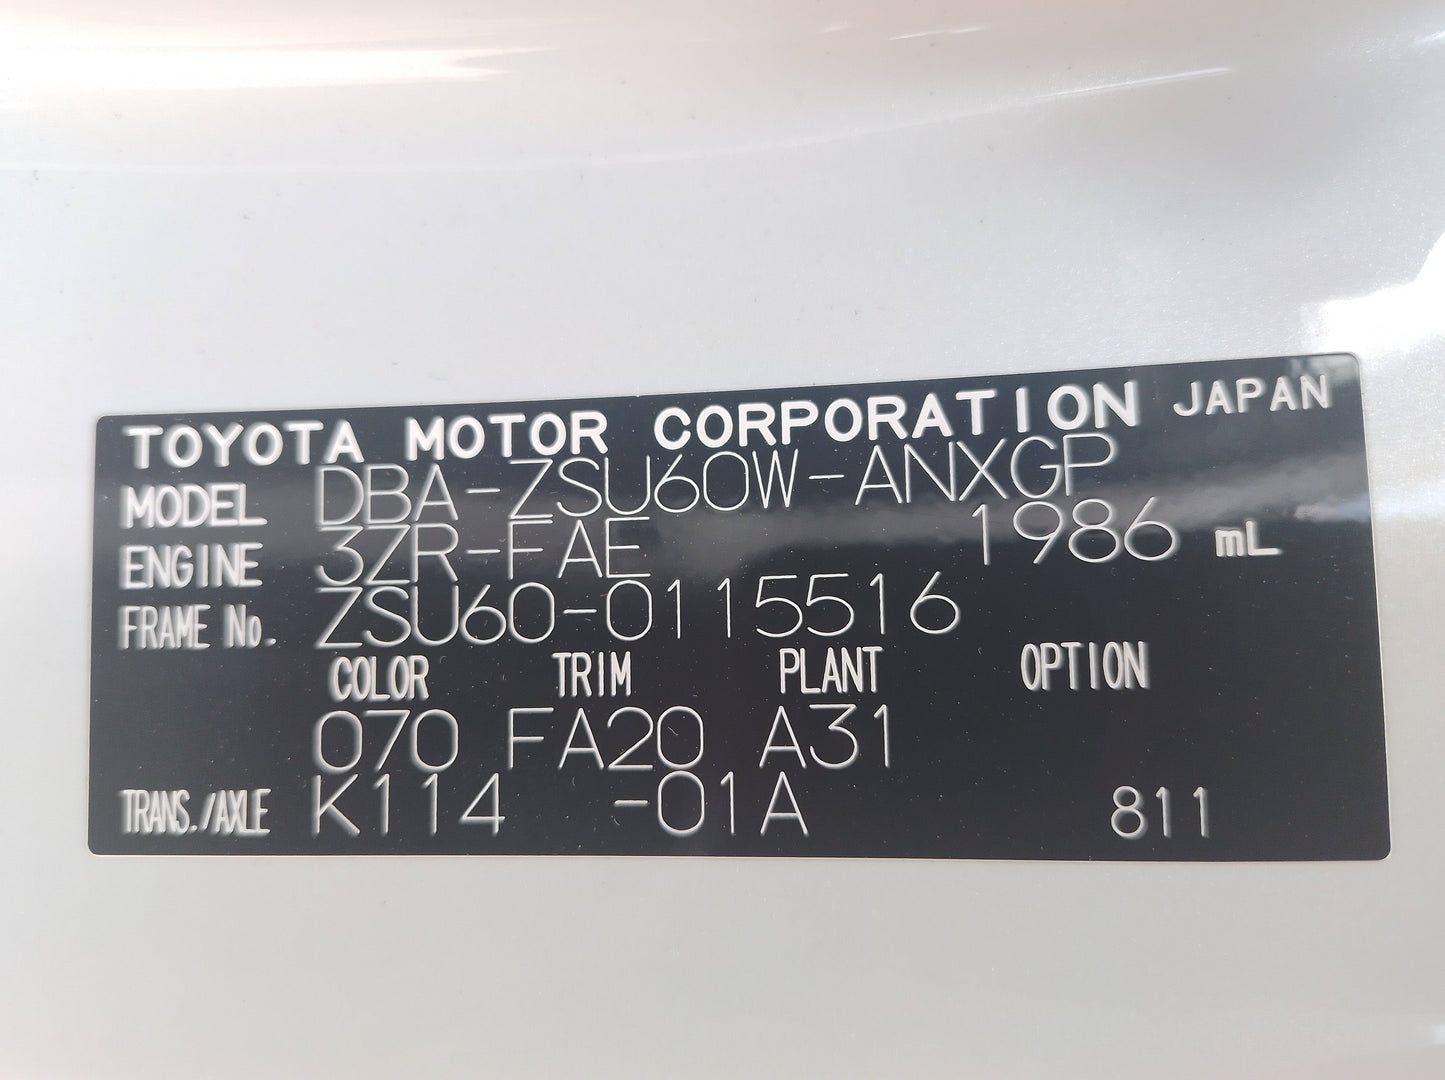 TOYOTA MOTOR CORPORATION JAPAN
MODEL DBA-ZSU60W-ANXGP
ENGINE 3ZR-FAE 1986 mL
FRAME No. ZSU60-0115516
COLOR TRIM PLANT OPTION
070 FA20 A31
TRANS./AXLE K114 -01A 811